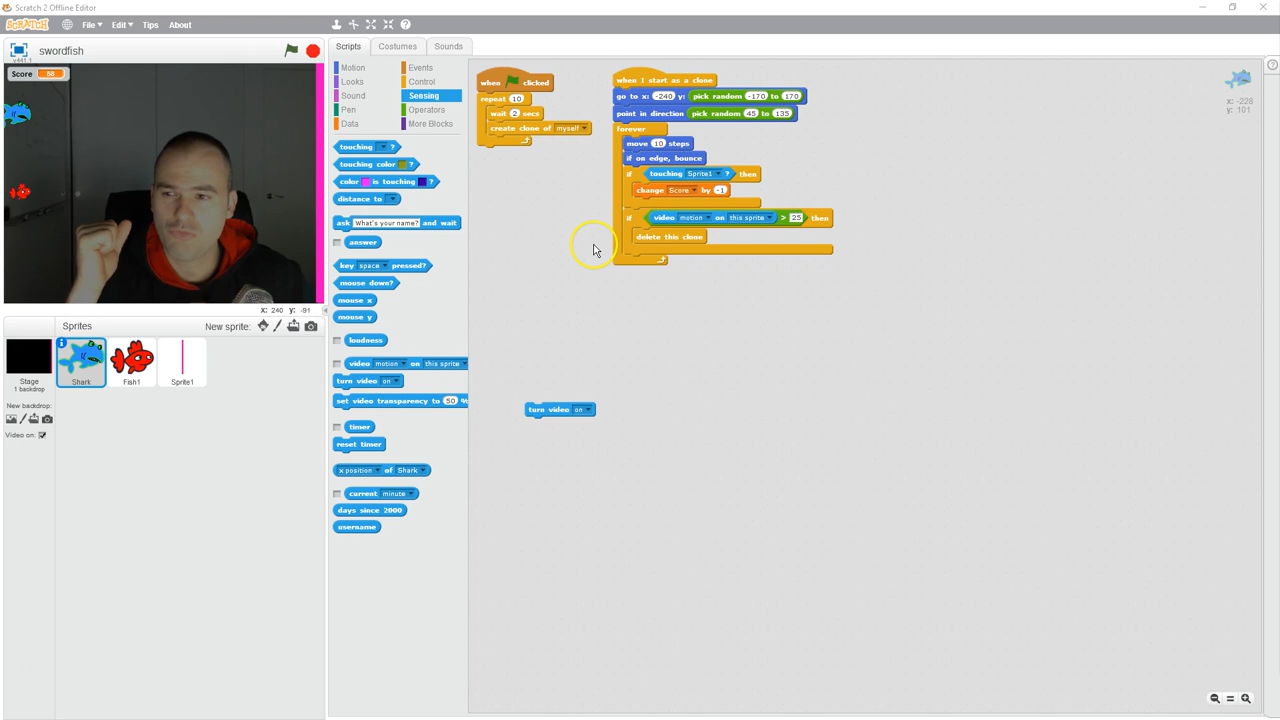 Scratch 2 Offline Editor
SCRATCH File Edit Tips About
swordfish
v441.1
Score 58
x: 240 y: -91
Sprites New sprite:
Shark
Fish1
Sprite1
Stage
1 backdrop
New backdrop:
Video on:
Scripts Costumes Sounds
Motion Events
Looks Control
Sound Sensing
Pen Operators
Data More Blocks
touching ?
touching color ?
color is touching ?
distance to
ask What's your name? and wait
answer
key space pressed?
mouse down?
mouse x
mouse y
loudness
video motion on this sprite
turn video on
set video transparency to 50 %
timer
reset timer
x position of Shark
current minute
days since 2000
username
when clicked
repeat 10
wait 2 secs
create clone of myself
when I start as a clone
go to x: -240 y: pick random -170 to 170
point in direction pick random 45 to 135
forever
move 10 steps
if on edge, bounce
if touching Sprite1 ? then
change Score by -1
if video motion on this sprite > 25 then
delete this clone
turn video on
x: -228
y: 101